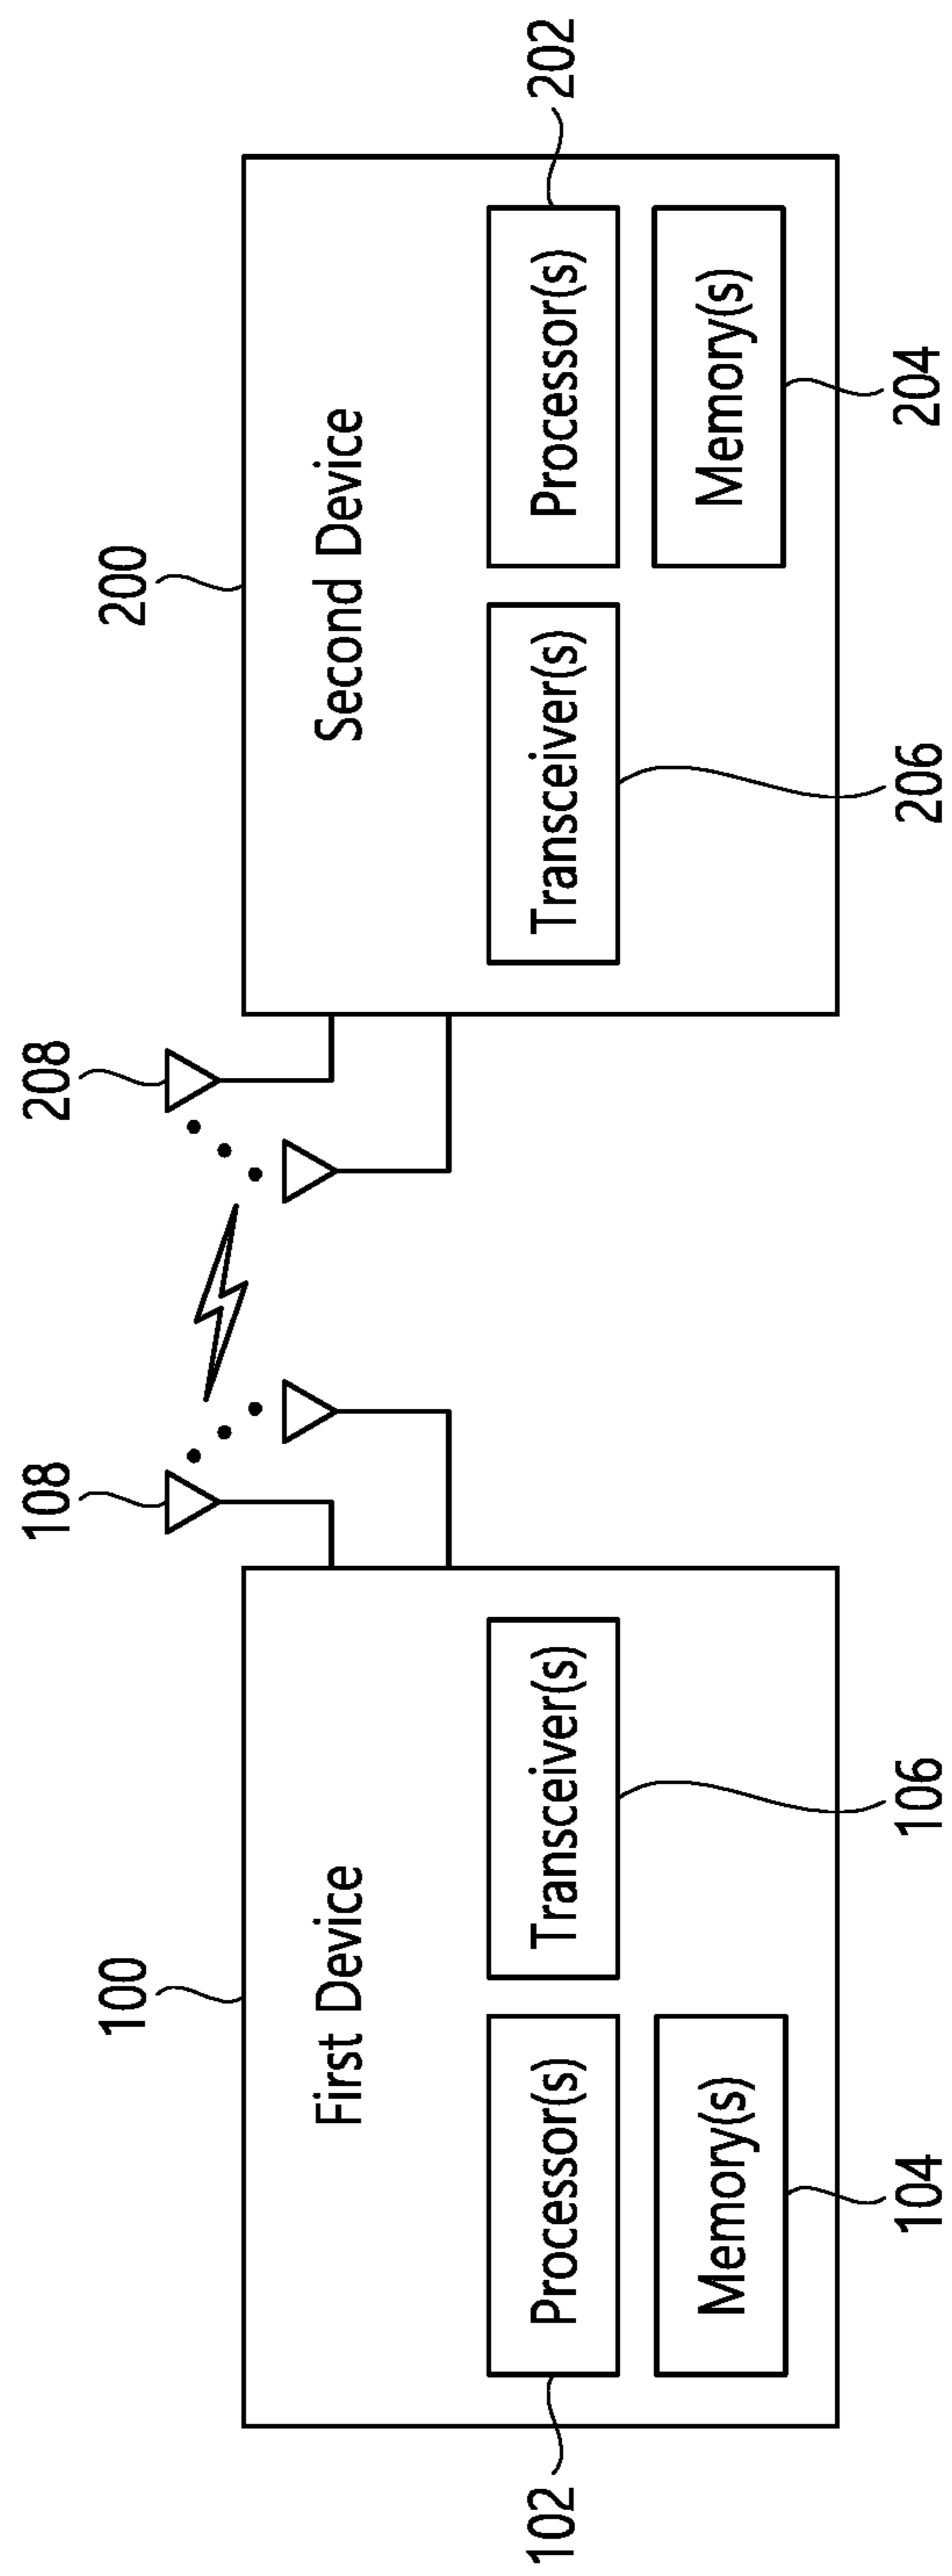 108
208
100
200
First Device
Second Device
102
Processor(s)
Transceiver(s)
Transceiver(s)
Processor(s)
202
Memory(s)
Memory(s)
104
106
206
204